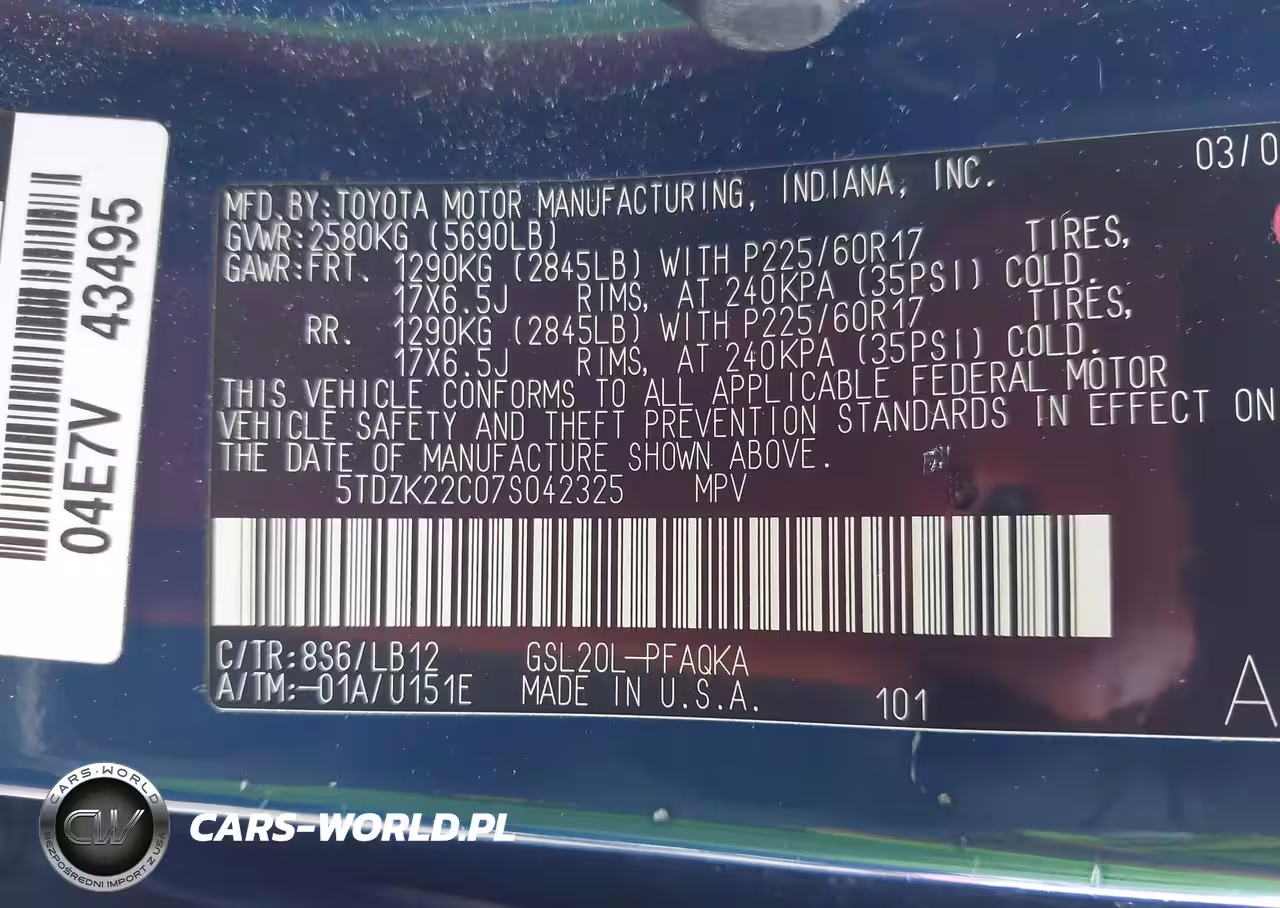 03/0
MFD.BY:TOYOTA MOTOR MANUFACTURING, INDIANA, INC.
GVWR:2580KG (5690LB)
GAWR:FRT. 1290KG (2845LB) WITH P225/60R17 TIRES,
17X6.5J RIMS, AT 240KPA (35PSI) COLD.
RR. 1290KG (2845LB) WITH P225/60R17 TIRES,
17X6.5J RIMS, AT 240KPA (35PSI) COLD.
THIS VEHICLE CONFORMS TO ALL APPLICABLE FEDERAL MOTOR
VEHICLE SAFETY AND THEFT PREVENTION STANDARDS IN EFFECT ON
THE DATE OF MANUFACTURE SHOWN ABOVE.
5TDZK22C07S042325 MPV
C/TR:8S6/LB12 GSL20L-PFAQKA
A/TM:-01A/U151E MADE IN U.S.A. 101
A
04E7V 43495
CARS-WORLD
CW
BEZPOŚREDNI IMPORT Z USA
CARS-WORLD.PL